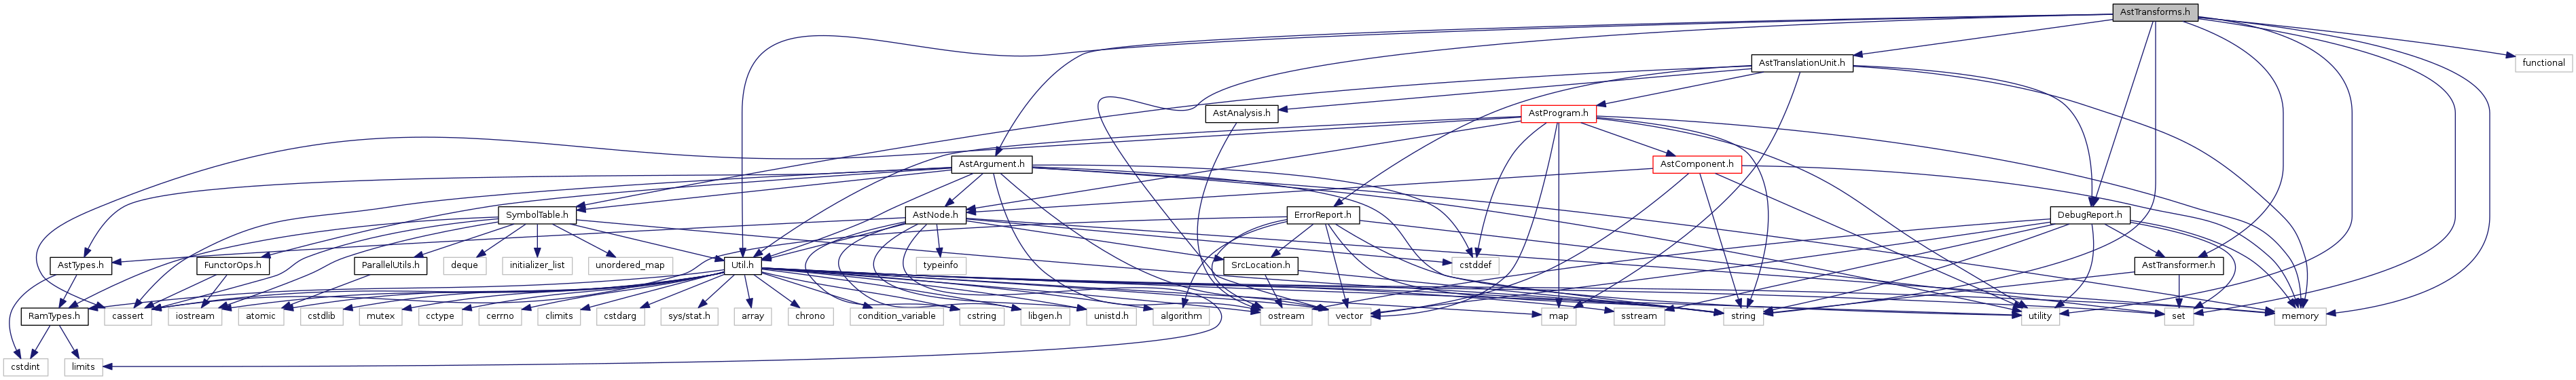 AstTransforms.h
AstTranslationUnit.h
functional
AstAnalysis.h
AstProgram.h
AstArgument.h
AstComponent.h
SymbolTable.h
AstNode.h
ErrorReport.h
DebugReport.h
AstTypes.h
FunctorOps.h
ParallelUtils.h
deque
initializer_list
unordered_map
Util.h
typeinfo
SrcLocation.h
cstddef
AstTransformer.h
RamTypes.h
cassert
iostream
atomic
cstdlib
mutex
cctype
cerrno
climits
cstdarg
sys/stat.h
array
chrono
condition_variable
cstring
libgen.h
unistd.h
algorithm
ostream
vector
map
sstream
string
utility
set
memory
cstdint
limits